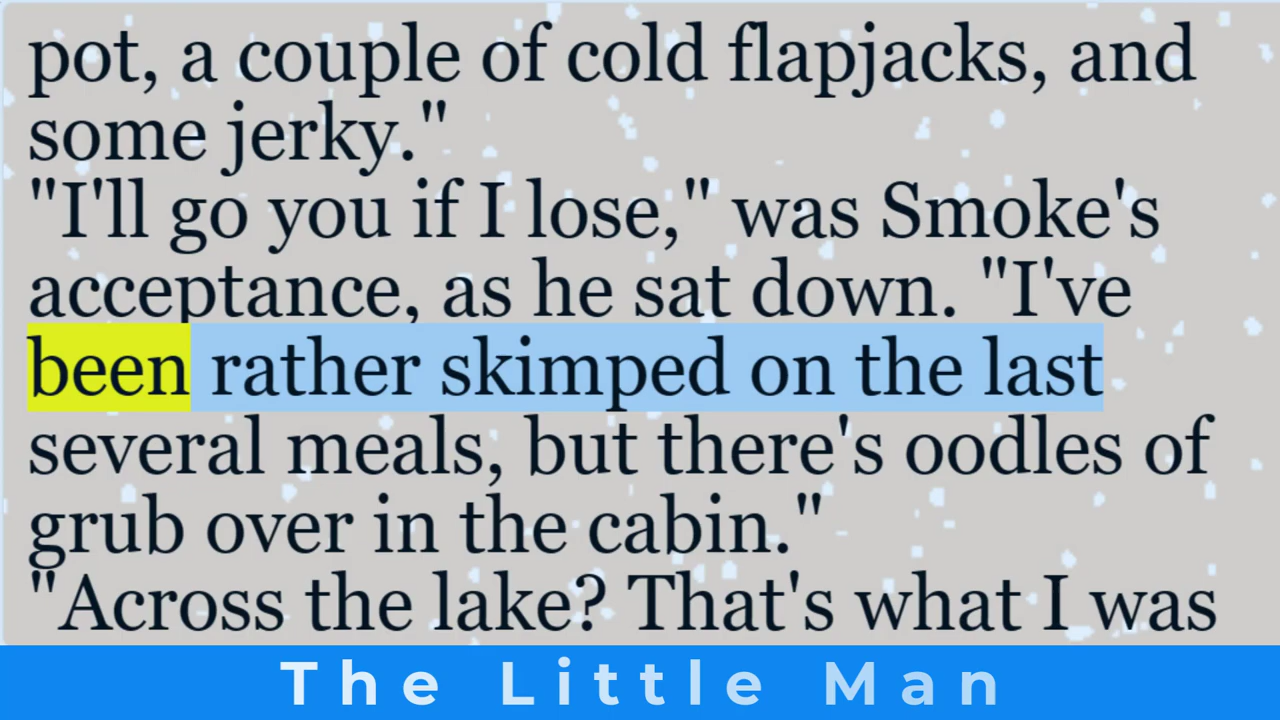 pot, a couple of cold flapjacks, and
some jerky."
"I'll go you if I lose," was Smoke's
acceptance, as he sat down. "I've
been rather skimped on the last
several meals, but there's oodles of
grub over in the cabin."
"Across the lake? That's what I was
The Little Man